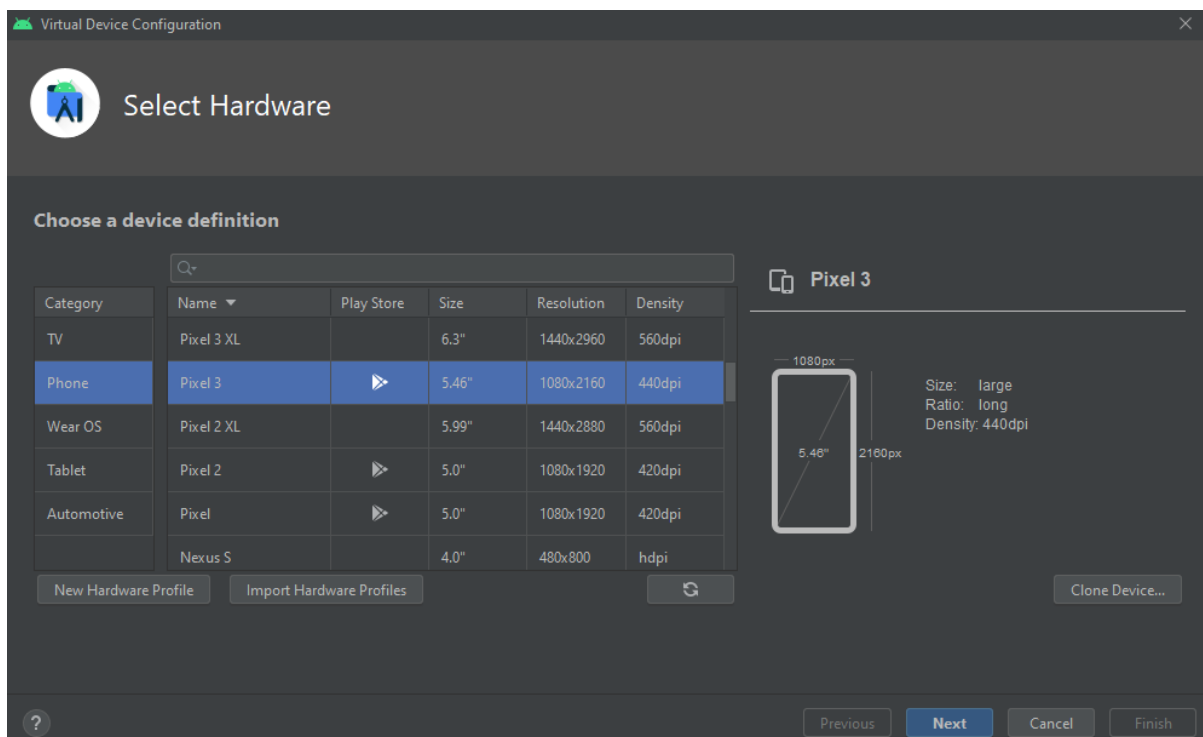 Virtual Device Configuration
Select Hardware
Choose a device definition
Category
TV
Phone
Wear OS
Tablet
Automotive
Name Play Store Size Resolution Density
Pixel 3 XL 6.3" 1440x2960 560dpi
Pixel 3 5.46" 1080x2160 440dpi
Pixel 2 XL 5.99" 1440x2880 560dpi
Pixel 2 5.0" 1080x1920 420dpi
Pixel 5.0" 1080x1920 420dpi
Nexus S 4.0" 480x800 hdpi
New Hardware Profile Import Hardware Profiles
Pixel 3
1080px
5.46"
2160px
Size: large
Ratio: long
Density: 440dpi
Clone Device...
? Previous Next Cancel Finish